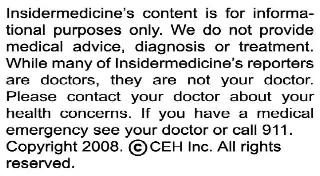 Insidermedicine's content is for informa-
tional purposes only. We do not provide
medical advice, diagnosis or treatment.
While many of Insidermedicine's reporters
are doctors, they are not your doctor.
Please contact your doctor about your
health concerns. If you have a medical
emergency see your doctor or call 911.
Copyright 2008. ©CEH Inc. All rights
reserved.